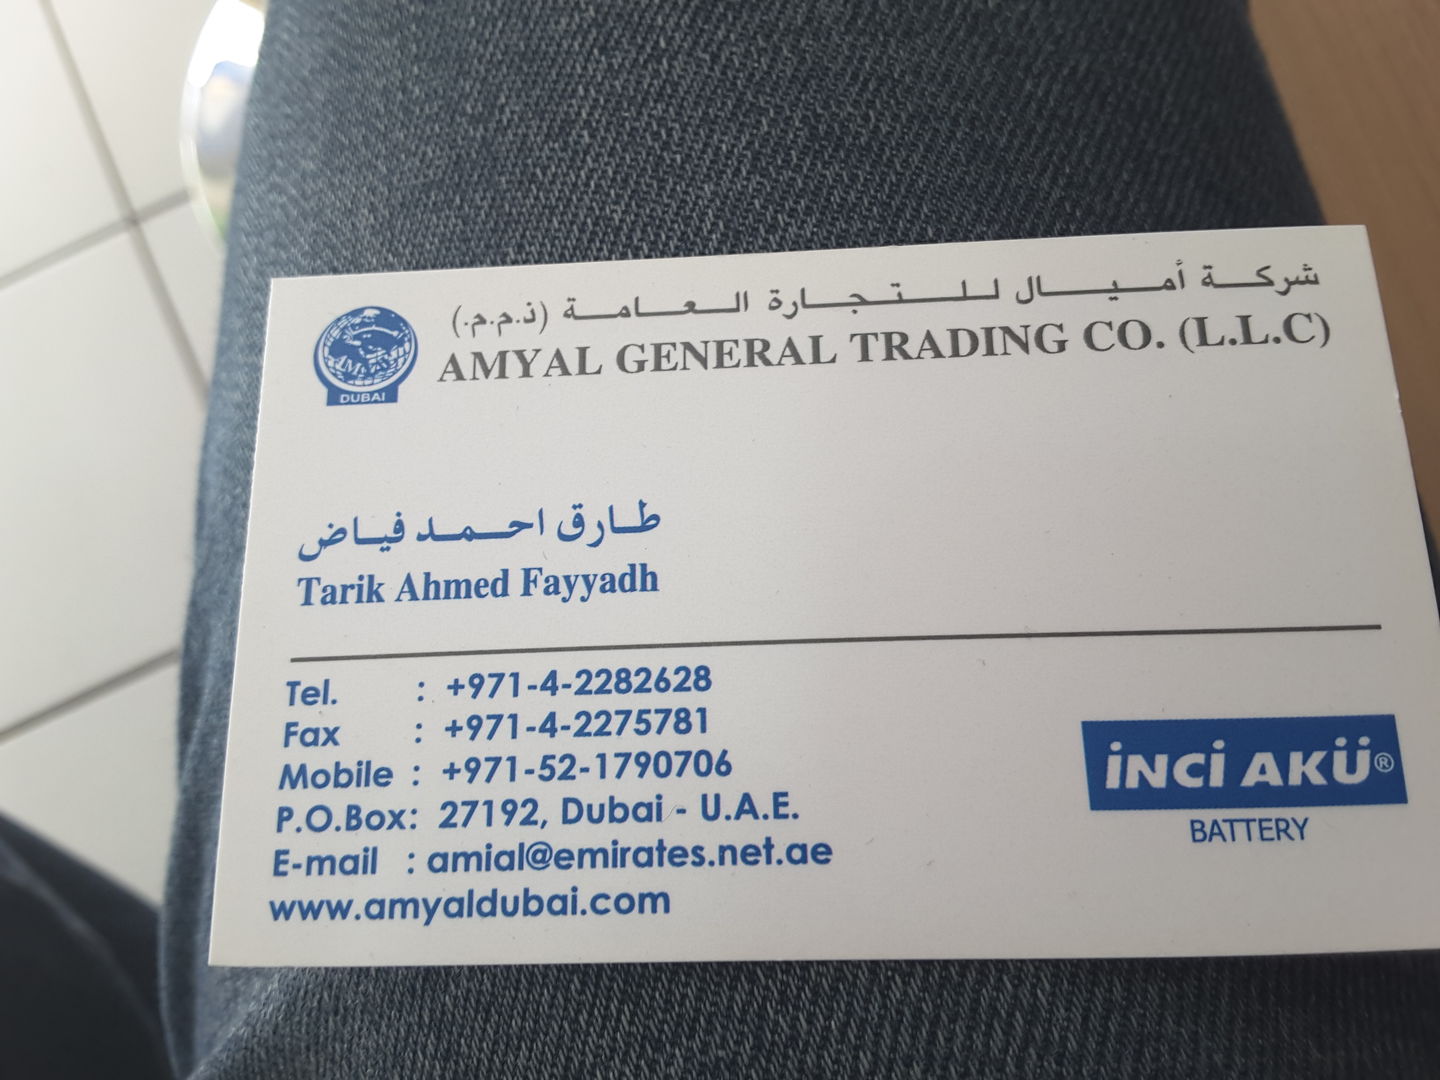 شركة أميال للتجارة العامة (ذ.م.م.)
AMYAL GENERAL TRADING CO. (L.L.C)
DUBAI
طارق احمد فياض
Tarik Ahmed Fayyadh
Tel. : +971-4-2282628
Fax : +971-4-2275781
Mobile : +971-52-1790706
P.O.Box: 27192, Dubai - U.A.E.
E-mail : amial@emirates.net.ae
www.amyaldubai.com
İNCİ AKÜ®
BATTERY